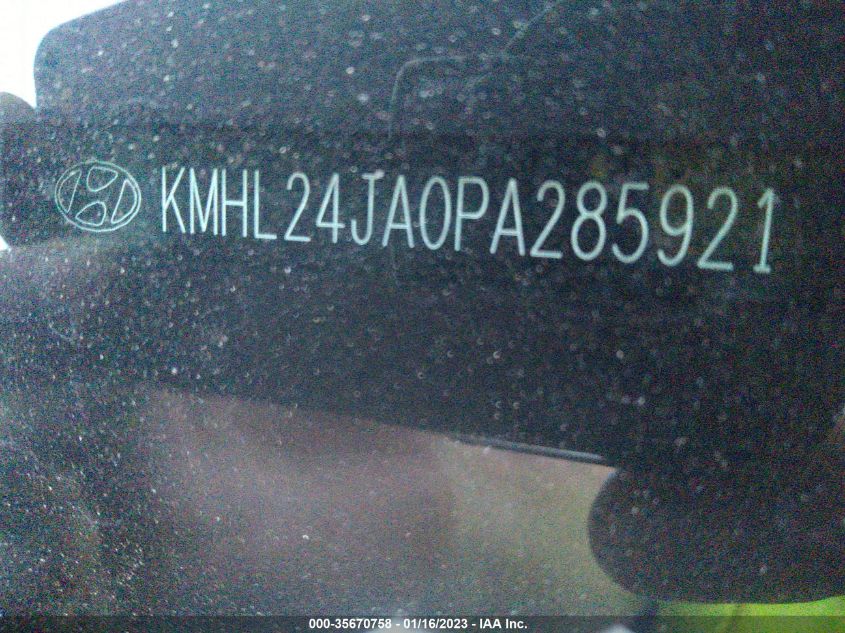 KMHL24JA0PA285921
000-35670758 - 01/16/2023 - IAA Inc.